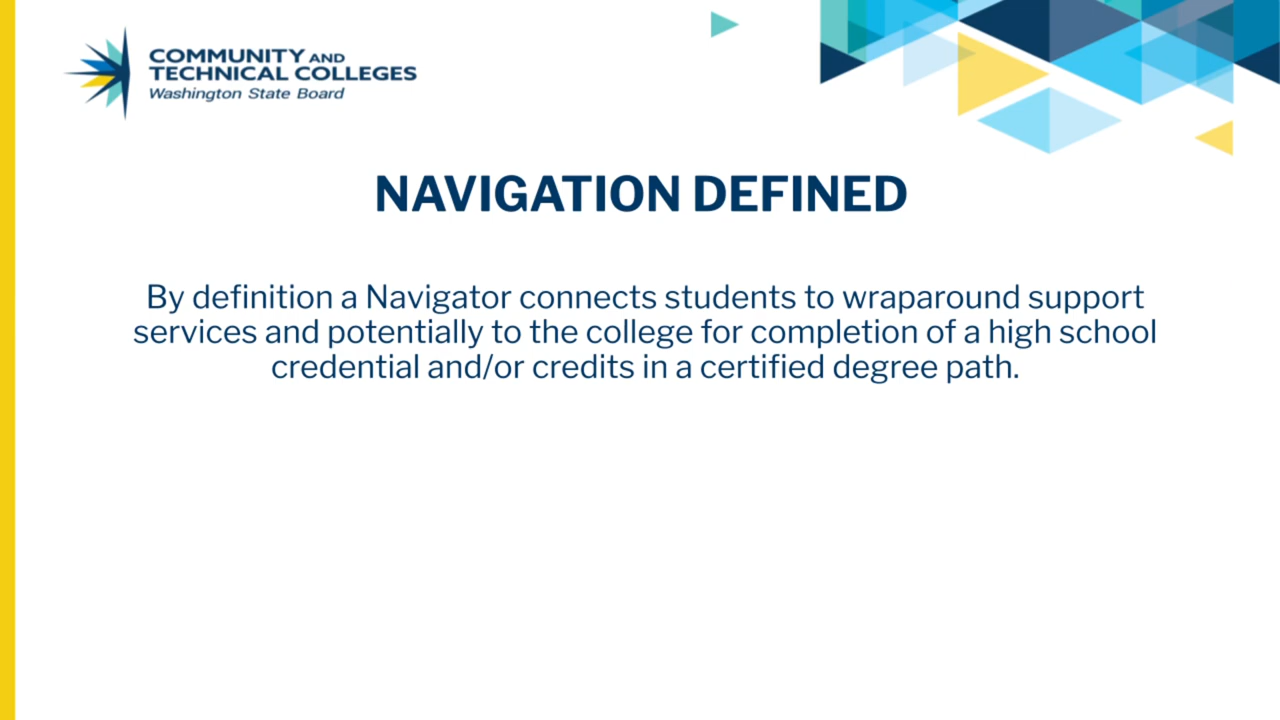 COMMUNITY AND
TECHNICAL COLLEGES
Washington State Board
NAVIGATION DEFINED
By definition a Navigator connects students to wraparound support
services and potentially to the college for completion of a high school
credential and/or credits in a certified degree path.